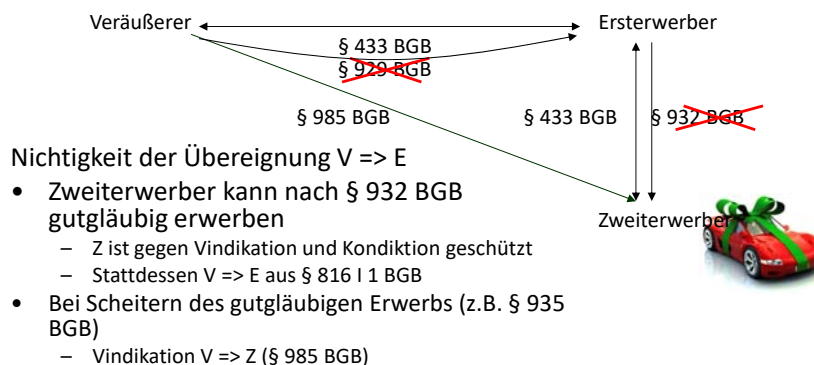 Veräußerer
Ersterwerber
§ 433 BGB
§ 929 BGB
§ 985 BGB
§ 433 BGB
§ 932 BGB
Nichtigkeit der Übereignung V => E
• Zweiterwerber kann nach § 932 BGB
gutgläubig erwerben
– Z ist gegen Vindikation und Kondiktion geschützt
– Stattdessen V => E aus § 816 I 1 BGB
Zweiterwerber
• Bei Scheitern des gutgläubigen Erwerbs (z.B. § 935
BGB)
– Vindikation V => Z (§ 985 BGB)